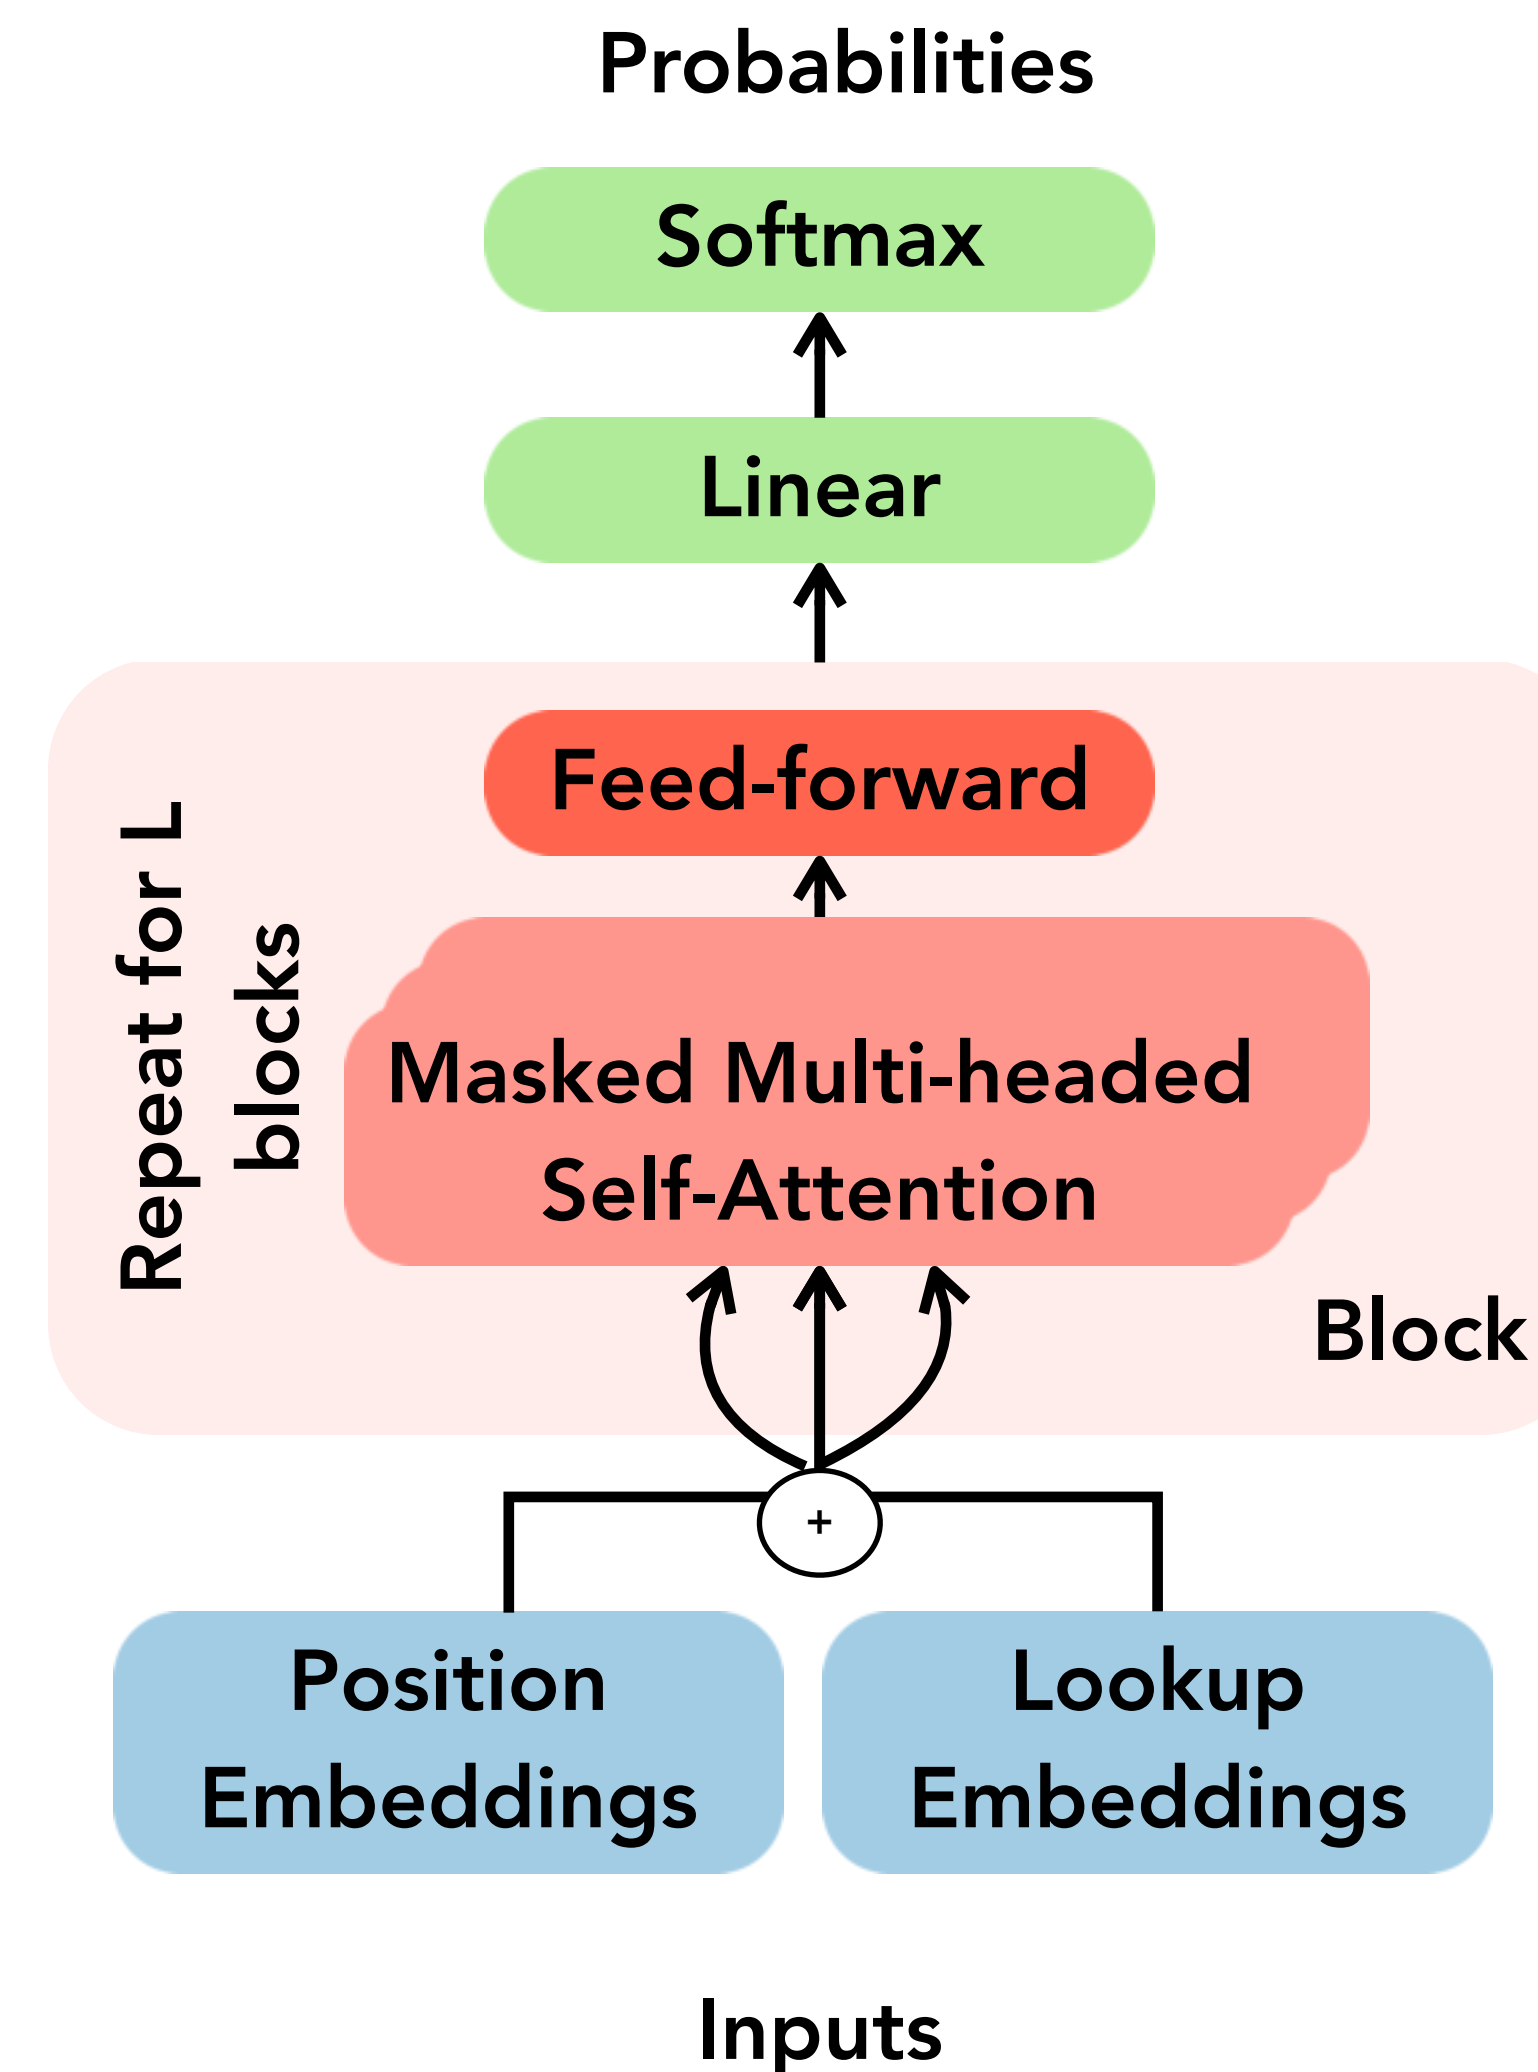 Probabilities
Softmax
Linear
Feed-forward
Repeat for L
blocks
Masked Multi-headed
Self-Attention
Block
+
Position
Embeddings
Lookup
Embeddings
Inputs